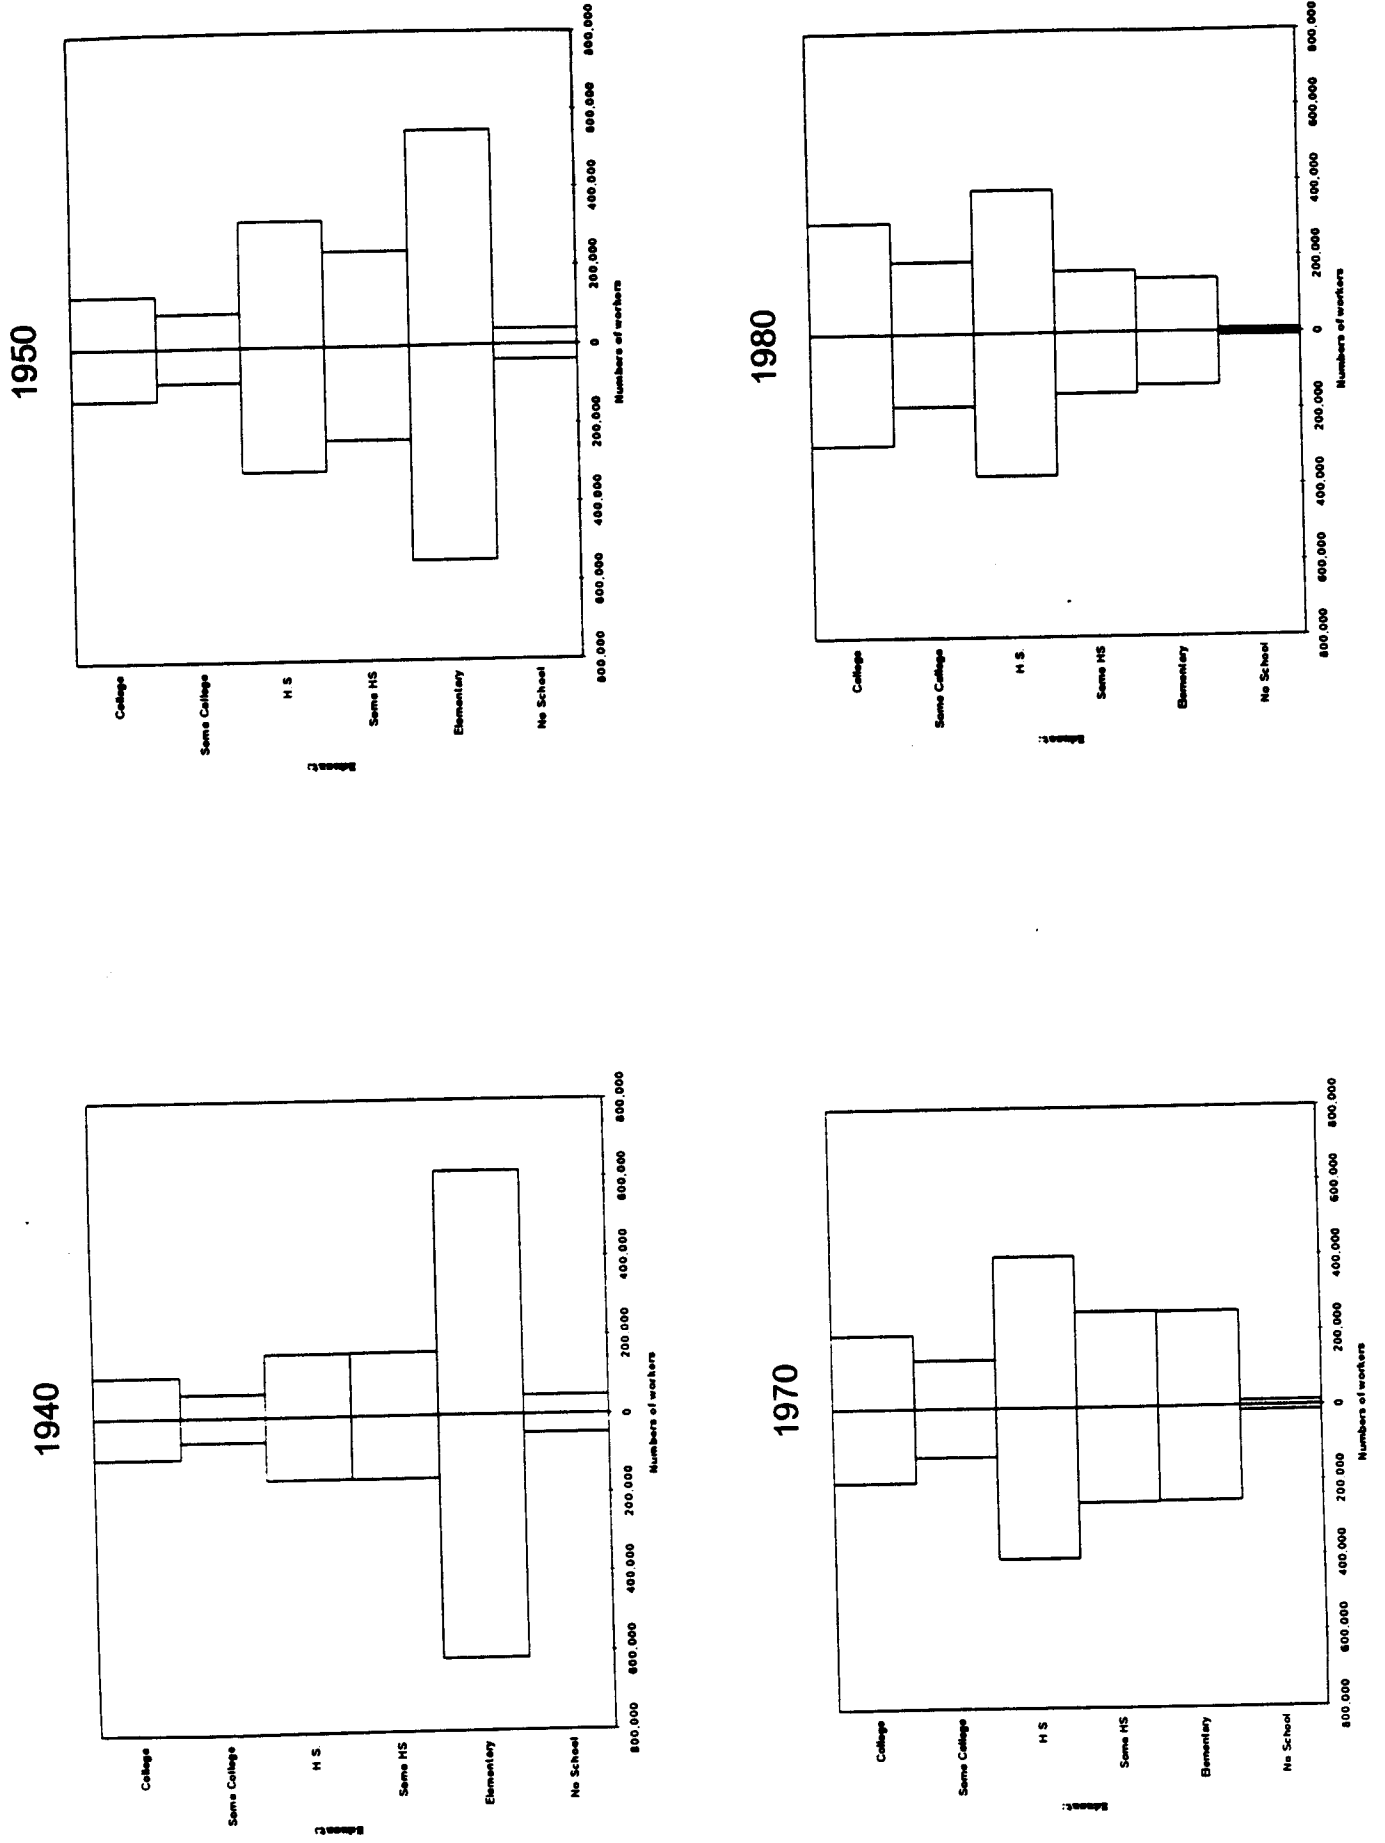 1940
College
Some College
H S.
Some HS
Elementary
No School
800,000 600,000 400,000 200,000 0 200,000 400,000 600,000 800,000
Numbers of workers
1950
College
Some College
H S
Some HS
Elementary
No School
800,000 600,000 400,000 200,000 0 200,000 400,000 600,000 800,000
Numbers of workers
1970
College
Some College
H S
Some HS
Elementary
No School
800,000 600,000 400,000 200,000 0 200,000 400,000 600,000 800,000
Numbers of workers
1980
College
Some College
H S.
Some HS
Elementary
No School
800,000 600,000 400,000 200,000 0 200,000 400,000 600,000 800,000
Numbers of workers